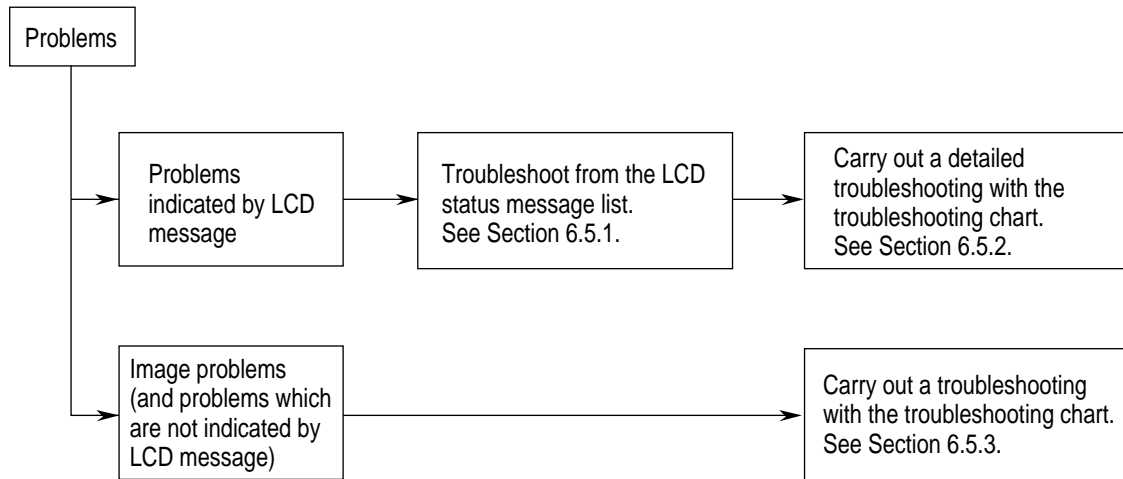 Problems
Problems
indicated by LCD
message
Troubleshoot from the LCD
status message list.
See Section 6.5.1.
Carry out a detailed
troubleshooting with the
troubleshooting chart.
See Section 6.5.2.
Image problems
(and problems which
are not indicated by
LCD message)
Carry out a troubleshooting
with the troubleshooting chart.
See Section 6.5.3.